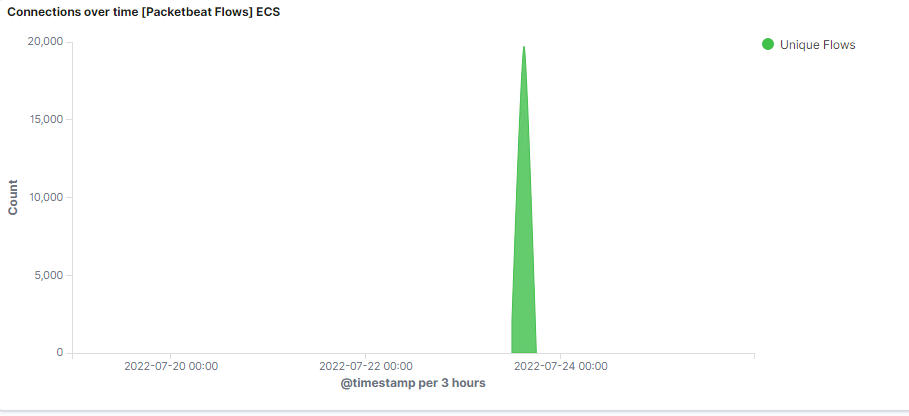 Connections over time [Packetbeat Flows] ECS
20,000
15,000
10,000
5,000
0
Count
2022-07-20 00:00
2022-07-22 00:00
2022-07-24 00:00
@timestamp per 3 hours
Unique Flows